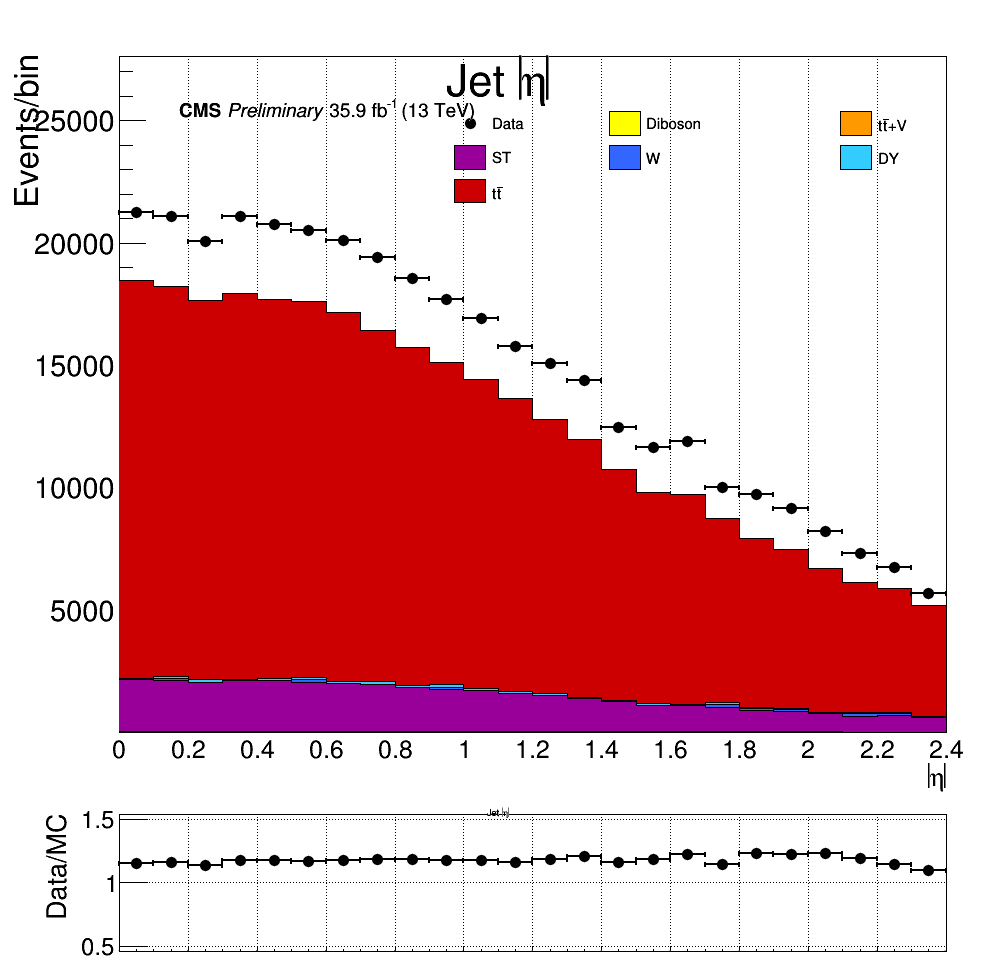 Jet |η|
Events/bin
CMS Preliminary 35.9 fb⁻¹ (13 TeV)
Data
Diboson
tt̄+V
ST
W
DY
tt̄
25000
20000
15000
10000
5000
0 0.2 0.4 0.6 0.8 1 1.2 1.4 1.6 1.8 2 2.2 2.4
|η|
Jet |η|
Data/MC
1.5
1
0.5